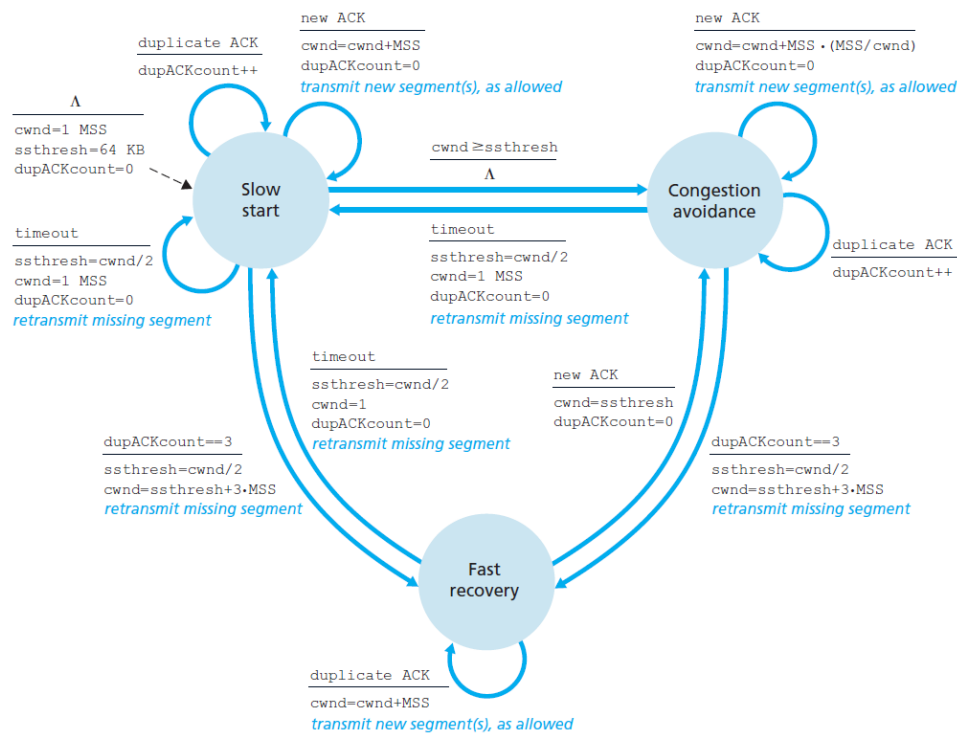 new ACK
cwnd=cwnd+MSS
dupACKcount=0
transmit new segment(s), as allowed
duplicate ACK
dupACKcount++
Λ
cwnd=1 MSS
ssthresh=64 KB
dupACKcount=0
new ACK
cwnd=cwnd+MSS •(MSS/cwnd)
dupACKcount=0
transmit new segment(s), as allowed
cwnd≥ssthresh
Λ
Slow
start
Congestion
avoidance
timeout
ssthresh=cwnd/2
cwnd=1 MSS
dupACKcount=0
retransmit missing segment
timeout
ssthresh=cwnd/2
cwnd=1 MSS
dupACKcount=0
retransmit missing segment
duplicate ACK
dupACKcount++
timeout
ssthresh=cwnd/2
cwnd=1
dupACKcount=0
retransmit missing segment
new ACK
cwnd=ssthresh
dupACKcount=0
dupACKcount==3
ssthresh=cwnd/2
cwnd=ssthresh+3•MSS
retransmit missing segment
dupACKcount==3
ssthresh=cwnd/2
cwnd=ssthresh+3•MSS
retransmit missing segment
Fast
recovery
duplicate ACK
cwnd=cwnd+MSS
transmit new segment(s), as allowed